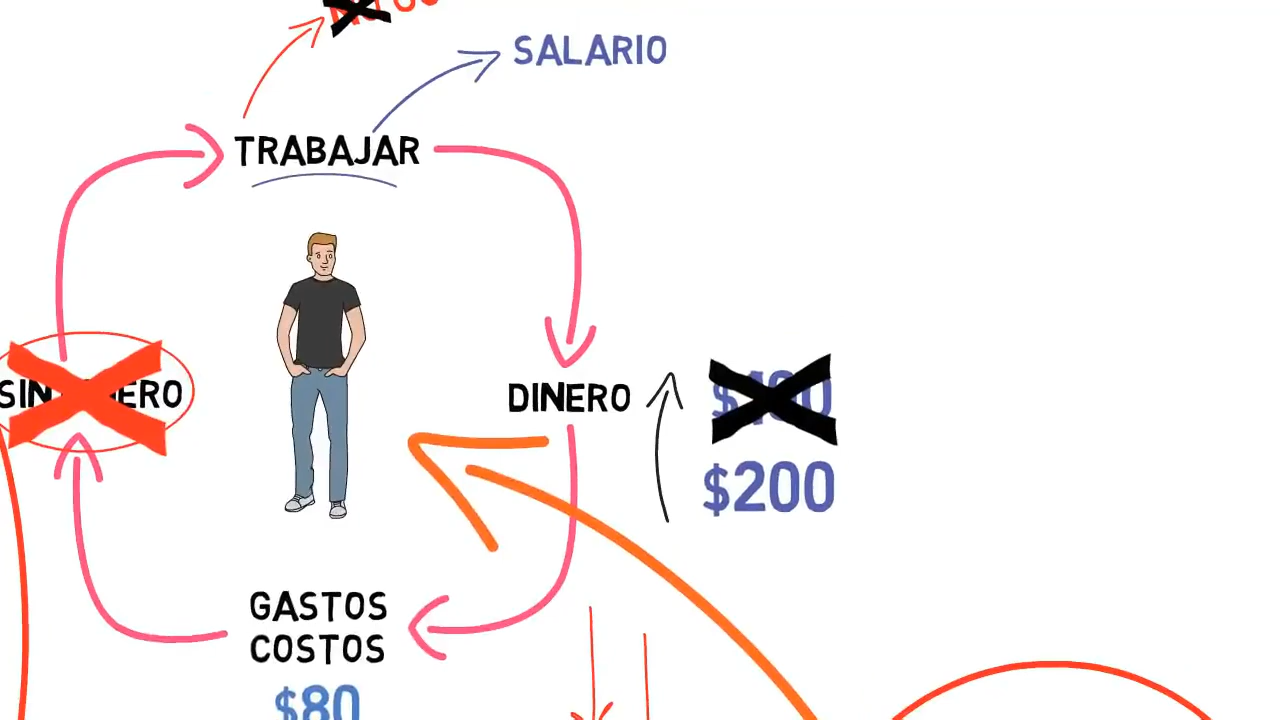 SALARIO
TRABAJAR
DINERO
$200
GASTOS
COSTOS
$80